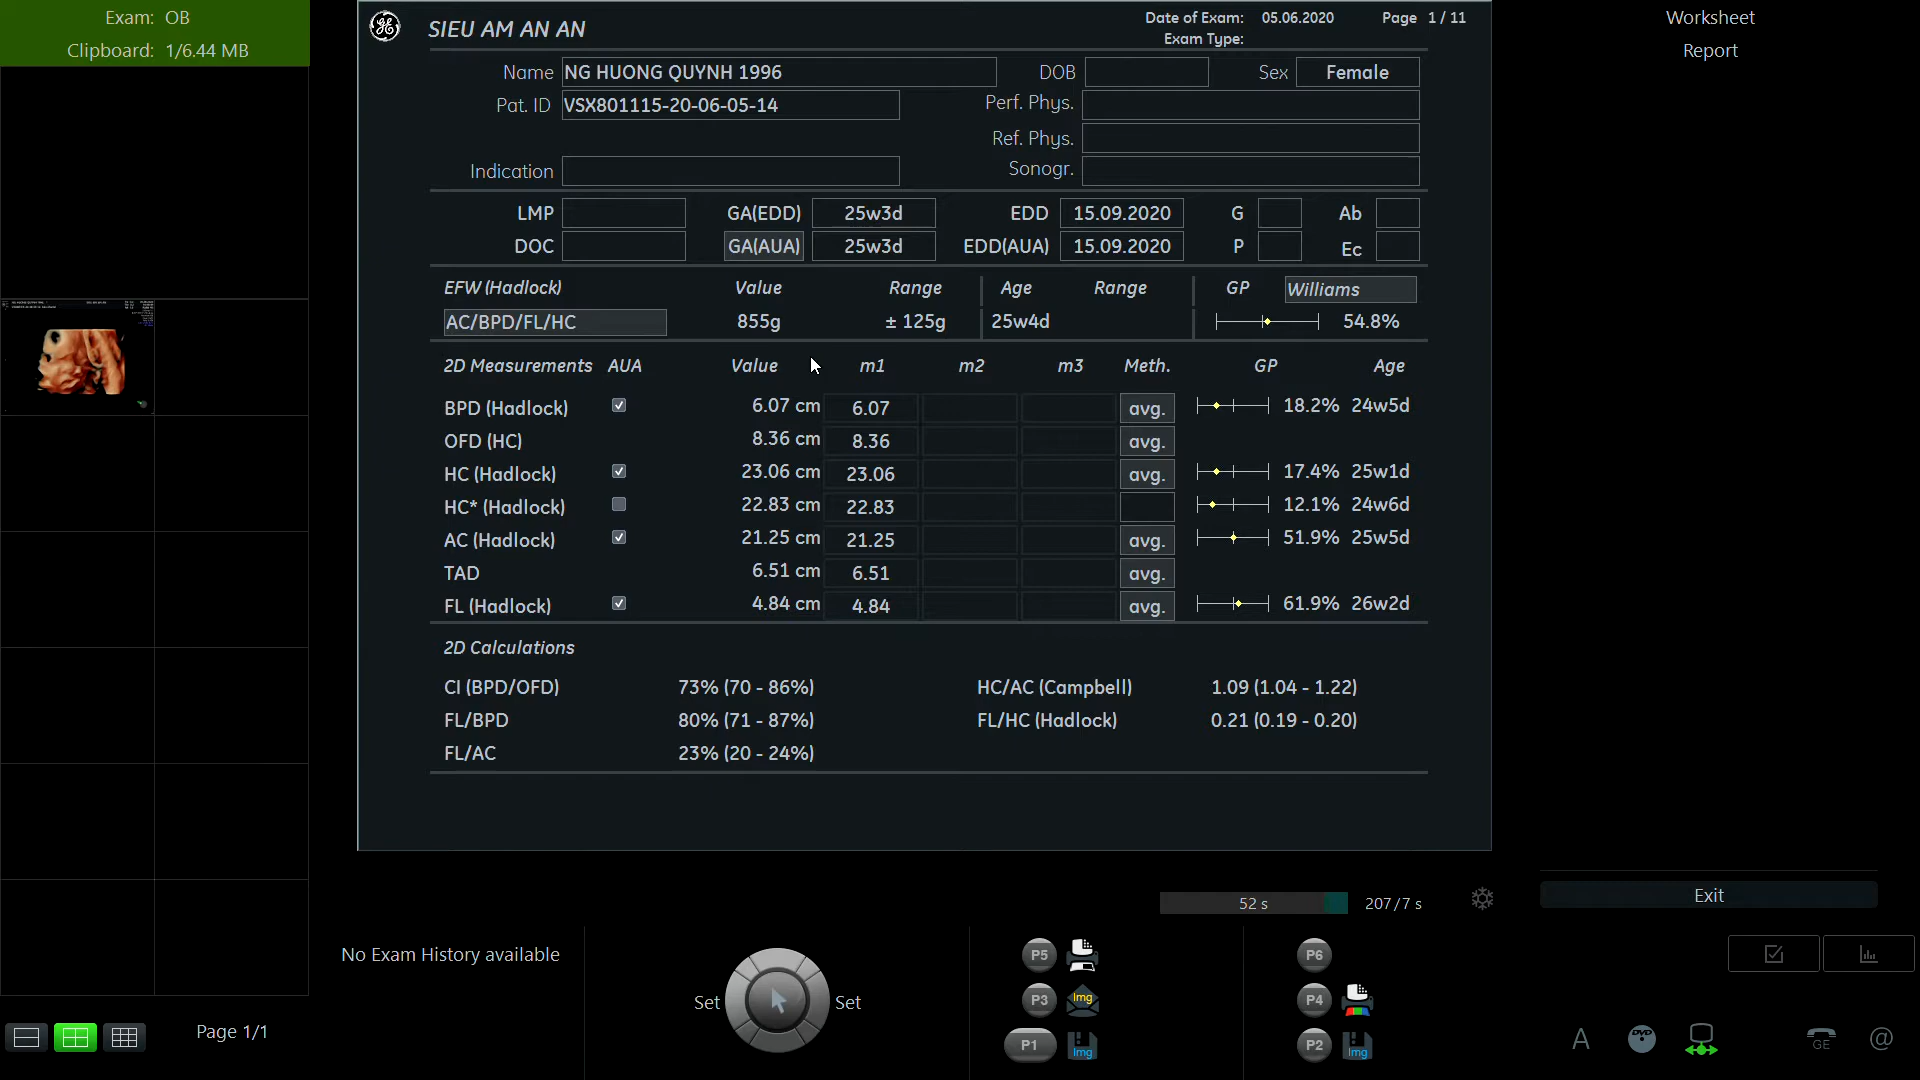 Exam: OB
Clipboard: 1/6.44 MB
SIEU AM AN AN
Date of Exam: 05.06.2020 Page 1 / 11
Exam Type:
Worksheet
Report
Name NG HUONG QUYNH 1996 DOB Sex Female
Pat. ID VSX801115-20-06-05-14 Perf. Phys.
Ref. Phys.
Indication Sonogr.
LMP GA(EDD) 25w3d EDD 15.09.2020 G Ab
DOC GA(AUA) 25w3d EDD(AUA) 15.09.2020 P Ec
EFW (Hadlock) Value Range Age Range GP Williams
AC/BPD/FL/HC 855g ± 125g 25w4d 54.8%
2D Measurements AUA Value m1 m2 m3 Meth. GP Age
BPD (Hadlock) 6.07 cm 6.07 avg. 18.2% 24w5d
OFD (HC) 8.36 cm 8.36 avg.
HC (Hadlock) 23.06 cm 23.06 avg. 17.4% 25w1d
HC* (Hadlock) 22.83 cm 22.83 12.1% 24w6d
AC (Hadlock) 21.25 cm 21.25 avg. 51.9% 25w5d
TAD 6.51 cm 6.51 avg.
FL (Hadlock) 4.84 cm 4.84 avg. 61.9% 26w2d
2D Calculations
CI (BPD/OFD) 73% (70 - 86%) HC/AC (Campbell) 1.09 (1.04 - 1.22)
FL/BPD 80% (71 - 87%) FL/HC (Hadlock) 0.21 (0.19 - 0.20)
FL/AC 23% (20 - 24%)
52 s 207/7 s
Exit
No Exam History available
Set Set
P5 P6
P3 Img P4
P1 Img P2 Img
Page 1/1
A DVD GE @